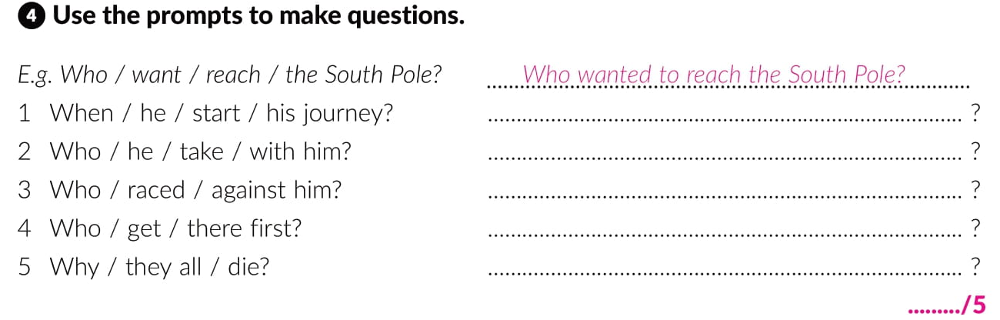 4 Use the prompts to make questions.
E.g. Who / want / reach / the South Pole? ....Who wanted to reach the South Pole?..........
1 When / he / start / his journey? .................................................................................. ?
2 Who / he / take / with him? .................................................................................. ?
3 Who / raced / against him? .................................................................................. ?
4 Who / get / there first? .................................................................................. ?
5 Why / they all / die? .................................................................................. ?
........./5